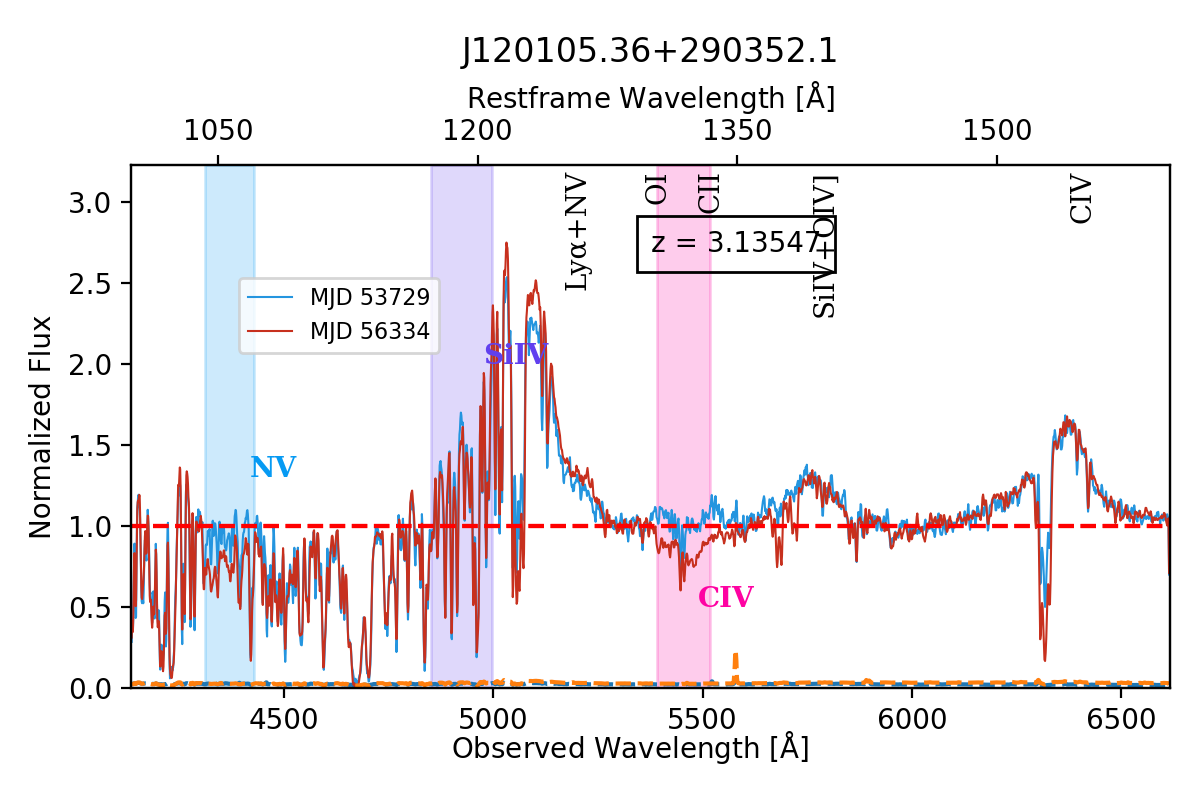 J120105.36+290352.1
Restframe Wavelength [Å]
1050 1200 1350 1500
Lyα+NV
OI
CII
SiIV+OIV]
CIV
z = 3.13547
MJD 53729
MJD 56334
SiIV
NV
CIV
Normalized Flux
3.0
2.5
2.0
1.5
1.0
0.5
0.0
4500 5000 5500 6000 6500
Observed Wavelength [Å]